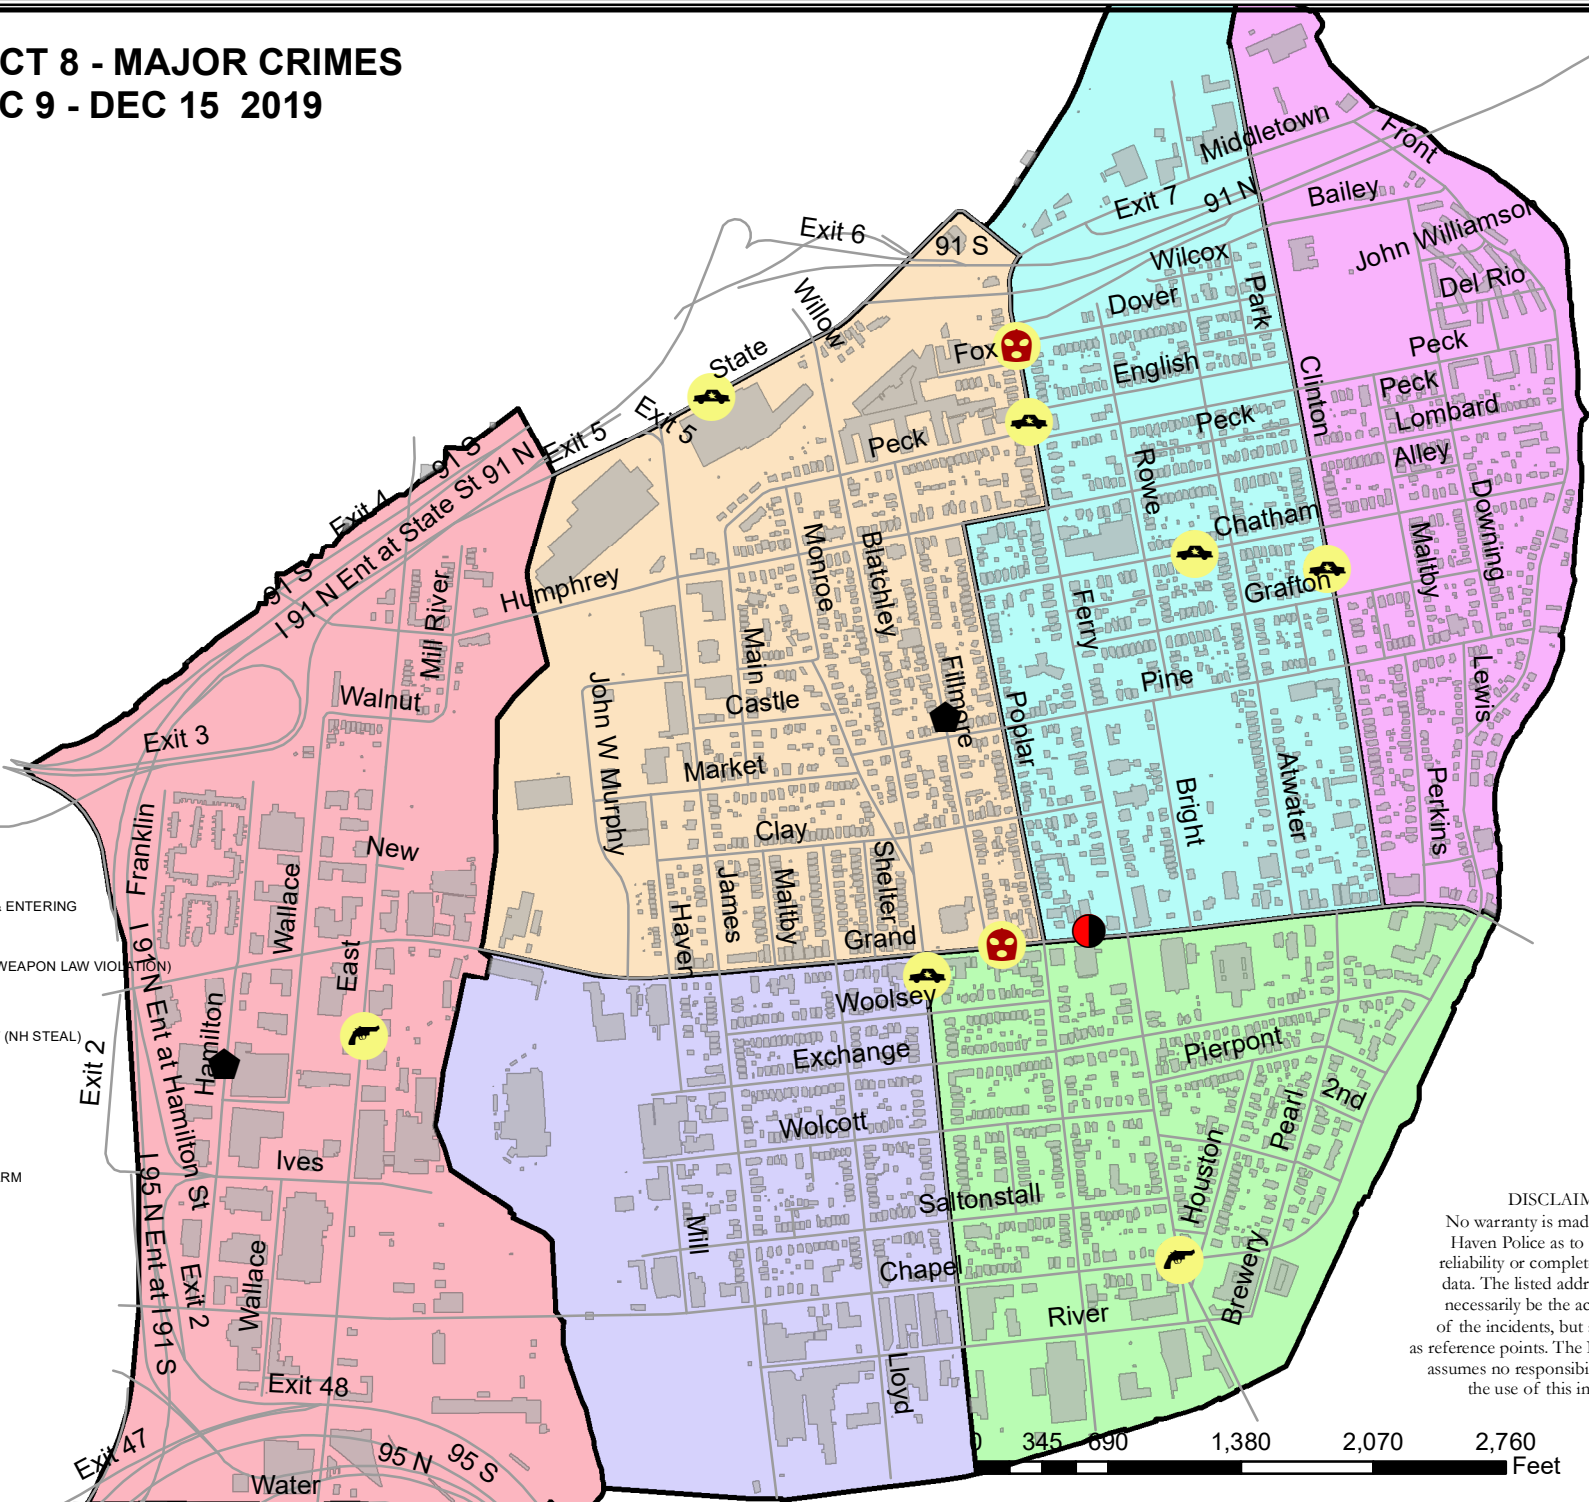 CT 8 - MAJOR CRIMES
C 9 - DEC 15  2019
Middletown
Front
Exit 7
91 N
Bailey
Exit 6
91 S
John Williamson
Wilcox
Del Rio
Dover
Park
Willow
State
Fox
Peck
English
Clinton
Peck
Lombard
Exit 5
Exit 5
Peck
Peck
Alley
91 S
I 91 N Ent at State St
91 N
Exit 4
Rowe
Downing
Chatham
Monroe
Blatchley
Maltby
91 S
Humphrey
Grafton
Mill River
Ferry
Main
Fillmore
Pine
Lewis
Walnut
John W Murphy
Castle
Poplar
Exit 3
Market
Bright
Atwater
Perkins
Franklin
Clay
New
Wallace
James
Maltby
Shelter
Haven
Grand
ENTERING
East
WEAPON LAW VIOLATION)
I 91 N Ent at Hamilton St
Hamilton
Woolsey
(NH STEAL)
Exit 2
Exchange
Pierpont
2nd
Pearl
Wolcott
Houston
Ives
RM
I 95 N Ent at I 91 S
Saltonstall
Mill
Exit 2
Wallace
Chapel
Brewery
River
Exit 48
Lloyd
Exit 47
95 N
95 S
Water
DISCLAIM
No warranty is mad
Haven Police as to
reliability or complet
data. The listed addr
necessarily be the ac
of the incidents, but
as reference points. The
assumes no responsibi
the use of this in
0 345 690 1,380 2,070 2,760
Feet